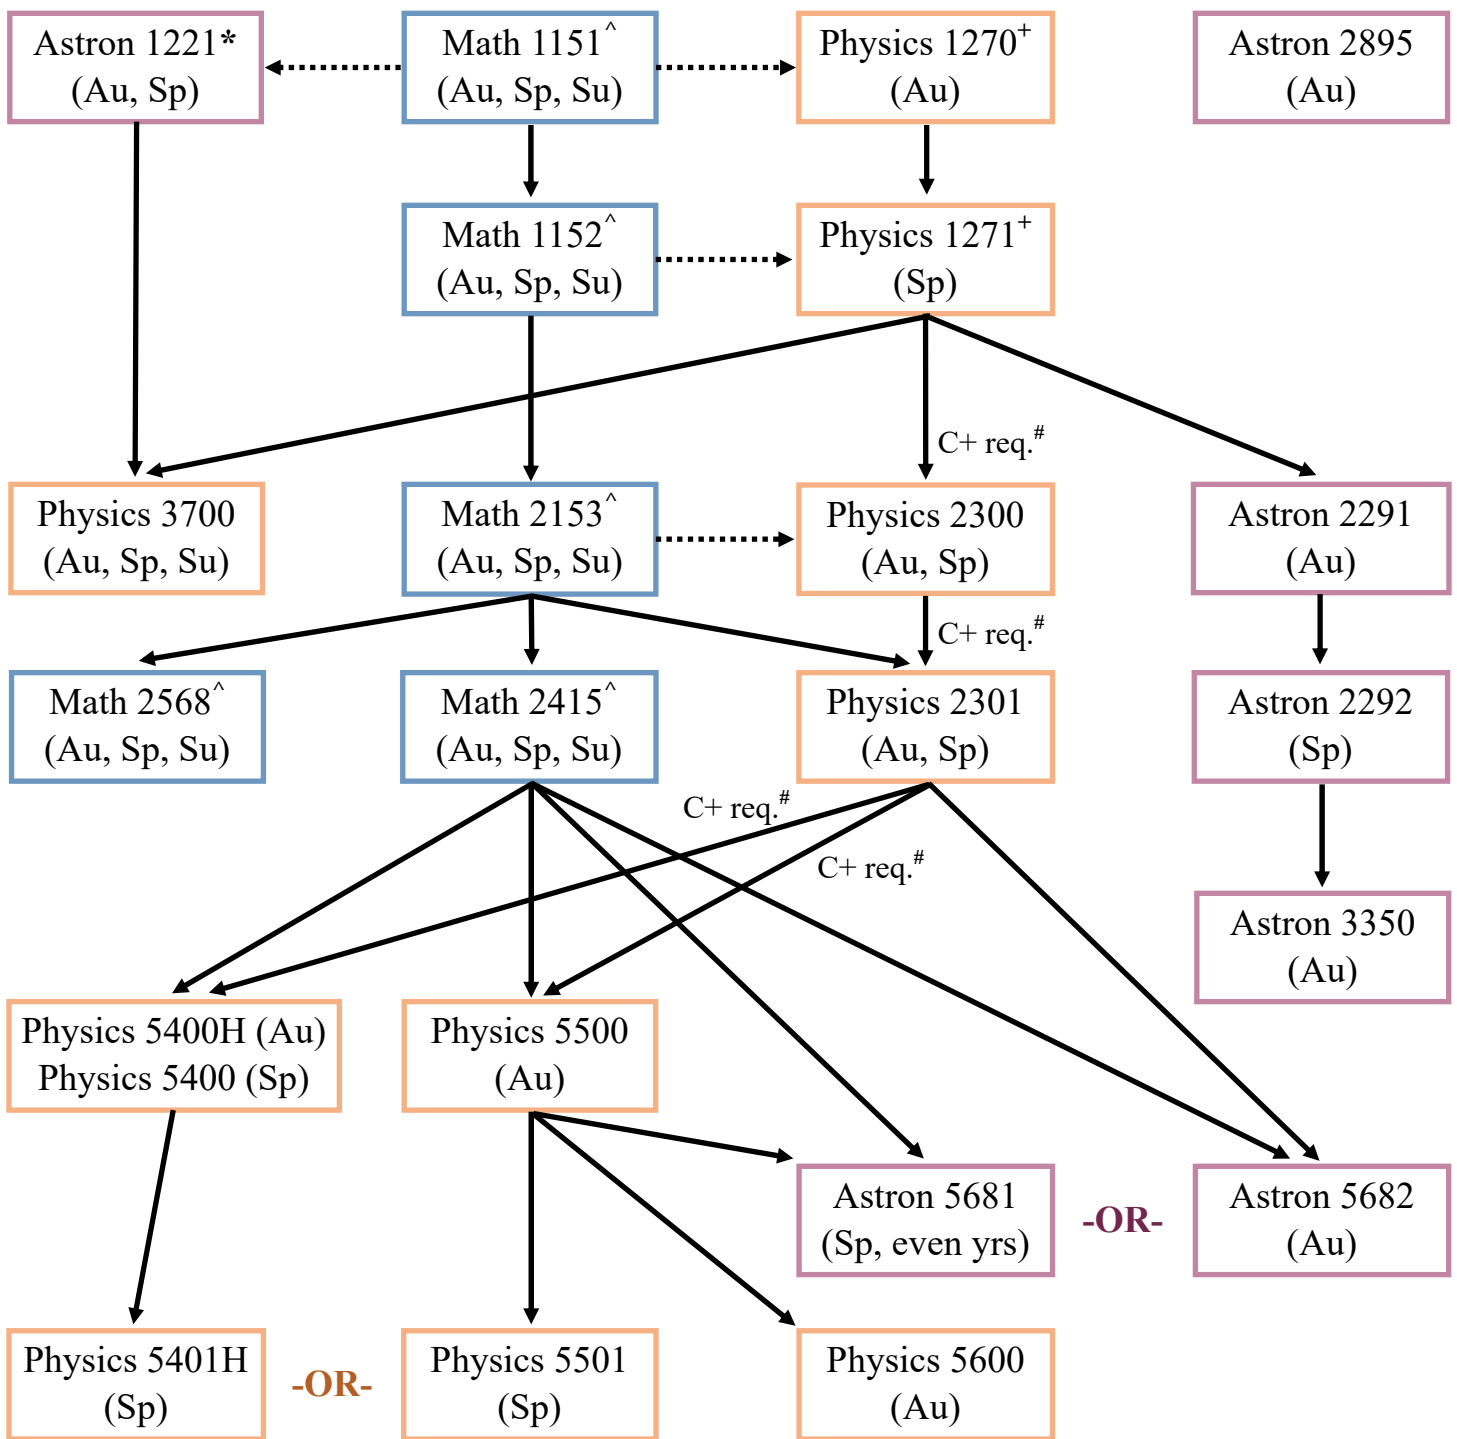 Astron 1221*
(Au, Sp)
Math 1151^
(Au, Sp, Su)
Physics 1270+
(Au)
Astron 2895
(Au)
Math 1152^
(Au, Sp, Su)
Physics 1271+
(Sp)
C+ req.#
Physics 3700
(Au, Sp, Su)
Math 2153^
(Au, Sp, Su)
Physics 2300
(Au, Sp)
Astron 2291
(Au)
C+ req.#
Math 2568^
(Au, Sp, Su)
Math 2415^
(Au, Sp, Su)
Physics 2301
(Au, Sp)
Astron 2292
(Sp)
C+ req.#
C+ req.#
Astron 3350
(Au)
Physics 5400H (Au)
Physics 5400 (Sp)
Physics 5500
(Au)
Astron 5681
(Sp, even yrs)
-OR-
Astron 5682
(Au)
Physics 5401H
(Sp)
-OR-
Physics 5501
(Sp)
Physics 5600
(Au)